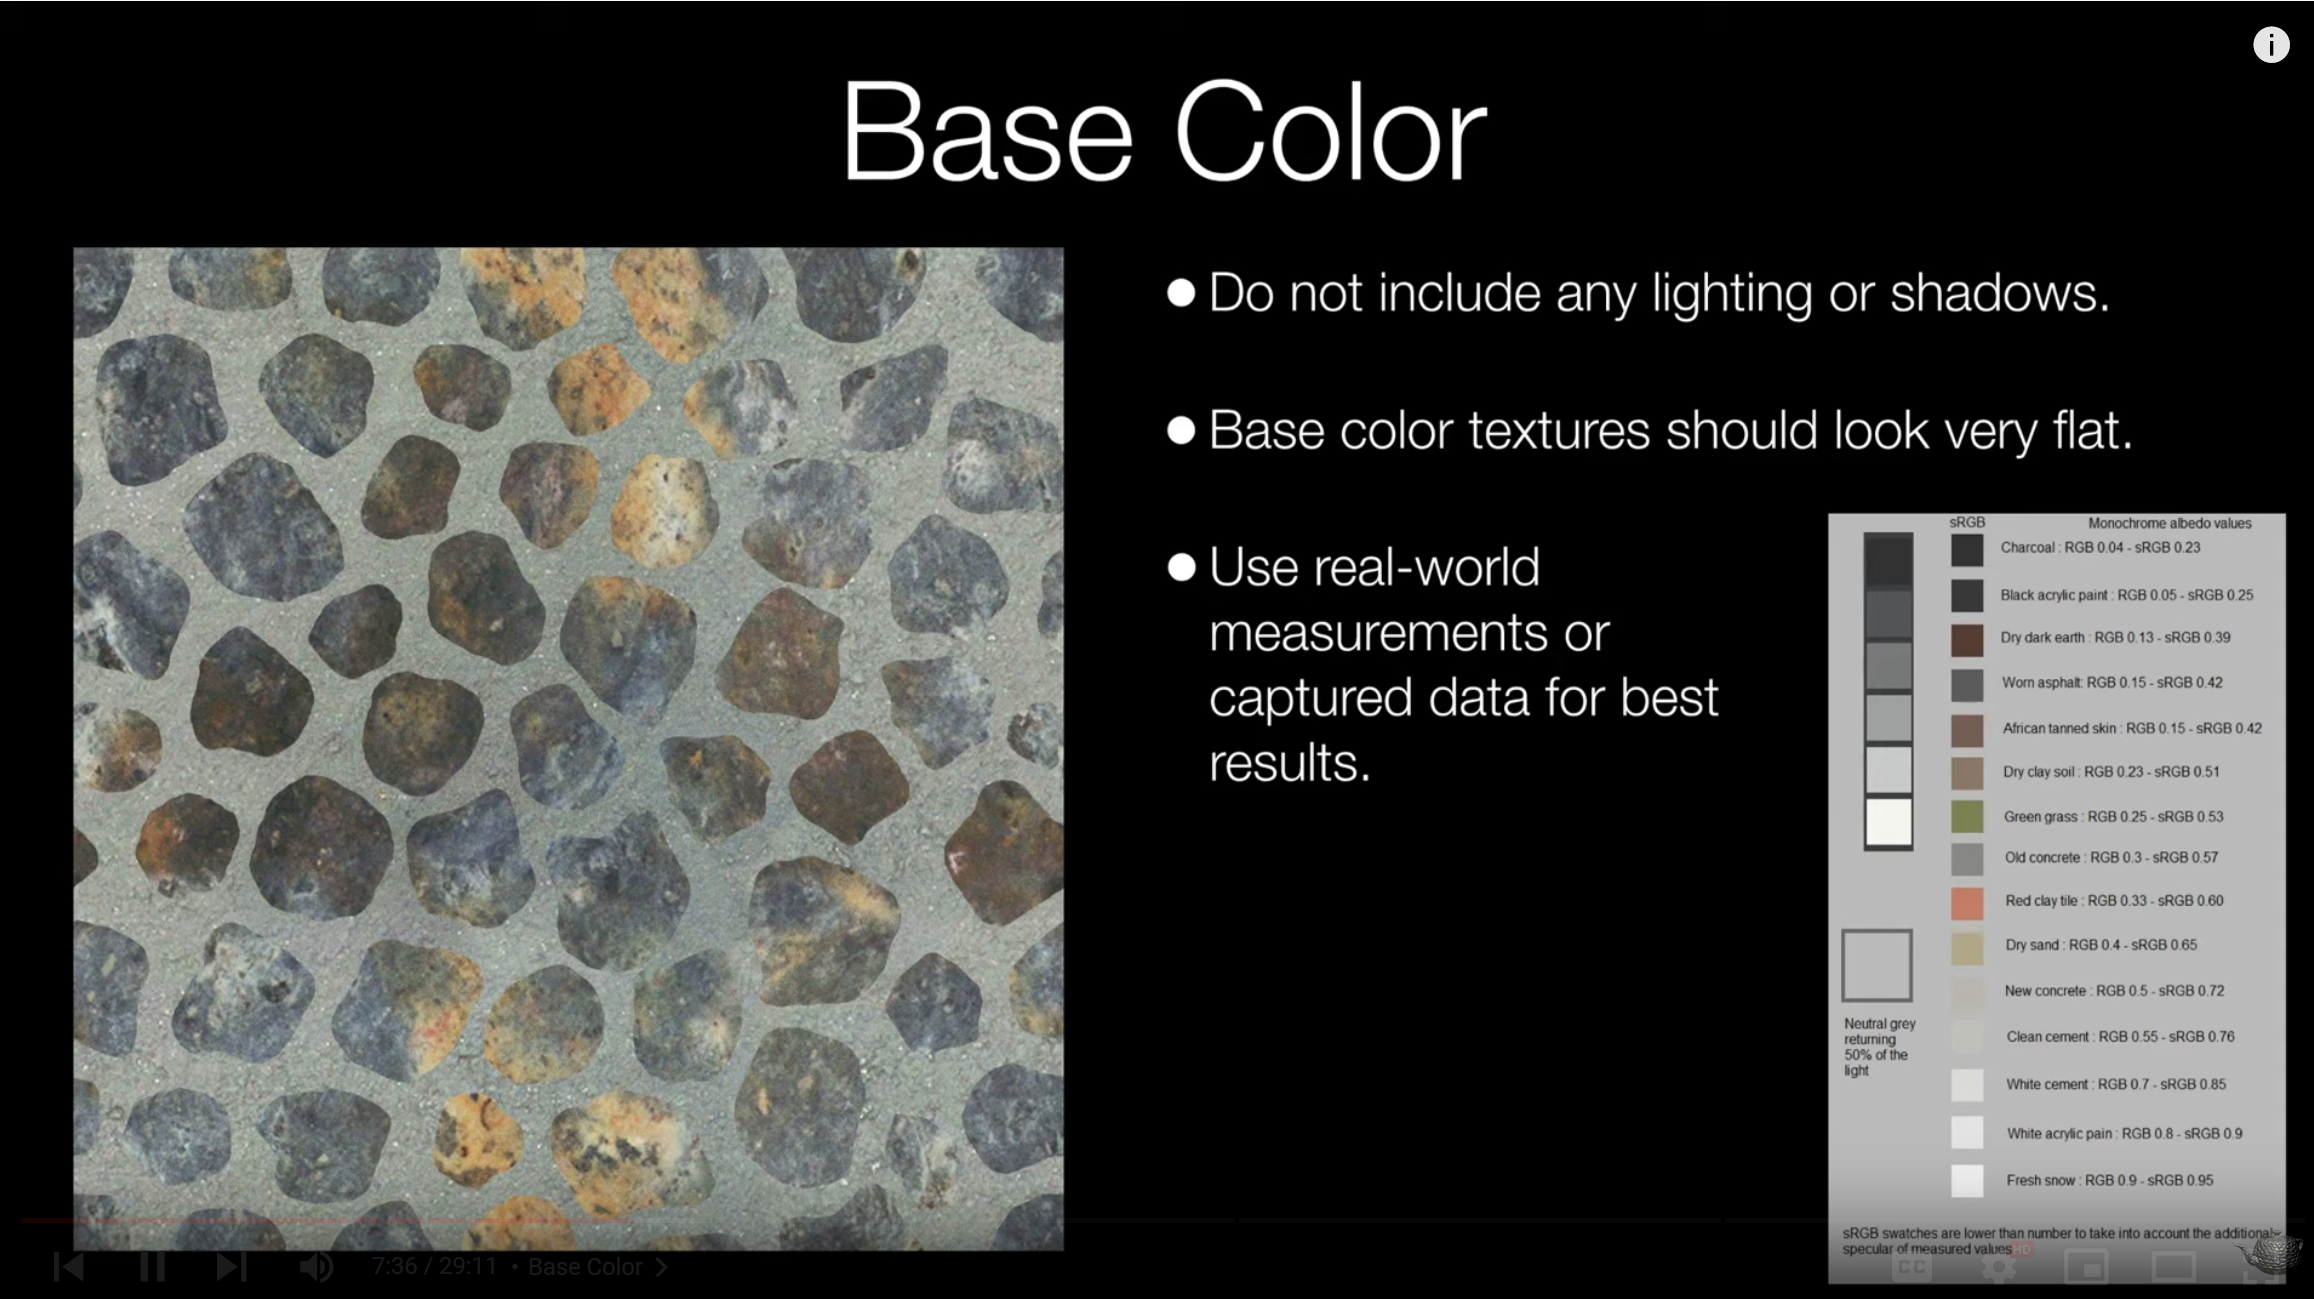 Base Color
Do not include any lighting or shadows.
Base color textures should look very flat.
Use real-world
measurements or
captured data for best
results.
sRGB
Monochrome albedo values
Charcoal : RGB 0.04 - sRGB 0.23
Black acrylic paint : RGB 0.05 - sRGB 0.25
Dry dark earth : RGB 0.13 - sRGB 0.39
Worn asphalt: RGB 0.15 - sRGB 0.42
African tanned skin : RGB 0.15 - sRGB 0.42
Dry clay soil : RGB 0.23 - sRGB 0.51
Green grass : RGB 0.25 - sRGB 0.53
Old concrete : RGB 0.3 - sRGB 0.57
Red clay tile : RGB 0.33 - sRGB 0.60
Dry sand : RGB 0.4 - sRGB 0.65
New concrete : RGB 0.5 - sRGB 0.72
Clean cement : RGB 0.55 - sRGB 0.76
White cement : RGB 0.7 - sRGB 0.85
White acrylic pain : RGB 0.8 - sRGB 0.9
Fresh snow : RGB 0.9 - sRGB 0.95
Neutral grey
returning
50% of the
light
sRGB swatches are lower than number to take into account the additional
specular of measured values
7:36 / 29:11 • Base Color
CC
HD